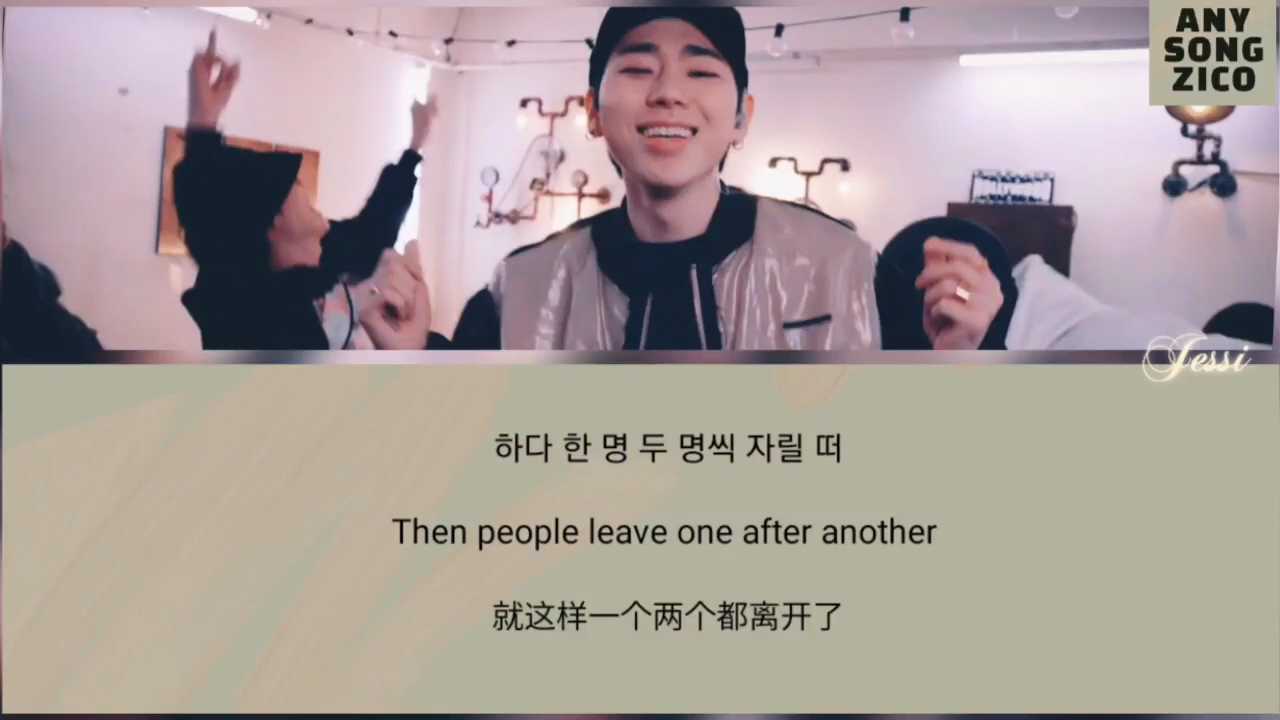 ANY
SONG
ZICO
Jessi
하다 한 명 두 명씩 자릴 떠
Then people leave one after another
就这样一个两个都离开了